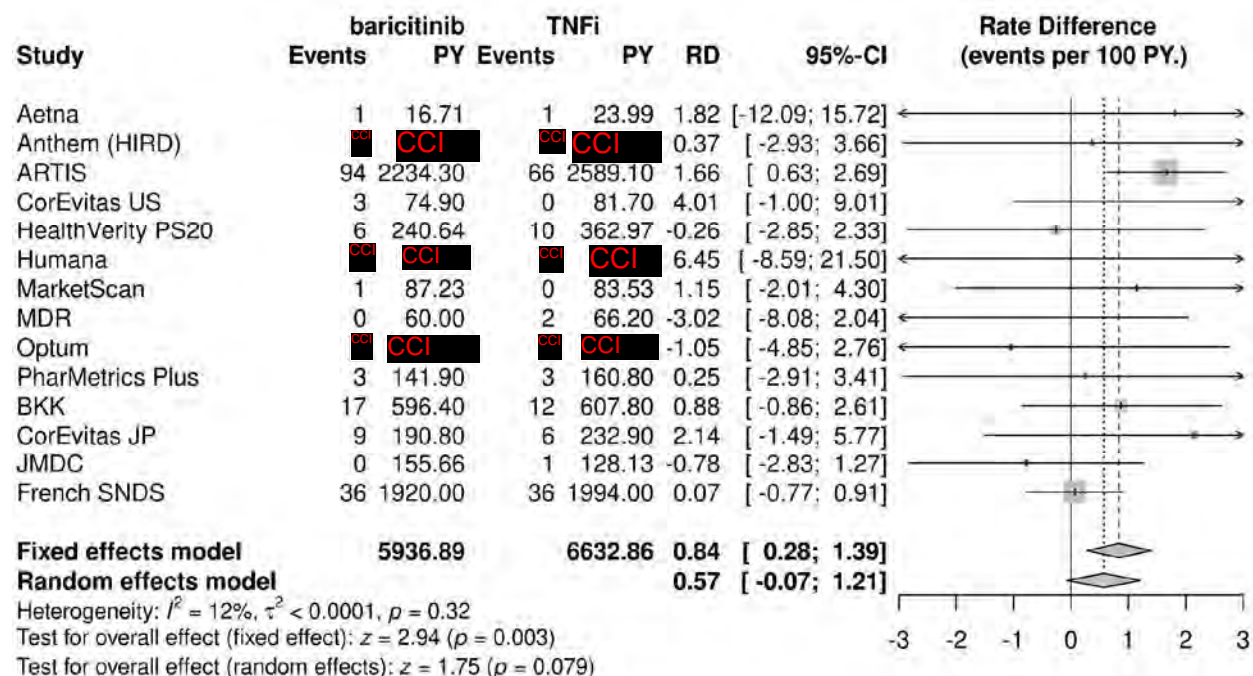 baricitinib TNFi Rate Difference
Study Events PY Events PY RD 95%-CI (events per 100 PY.)
Aetna 1 16.71 1 23.99 1.82 [-12.09; 15.72]
Anthem (HIRD) CCI CCI CCI CCI 0.37 [ -2.93; 3.66]
ARTIS 94 2234.30 66 2589.10 1.66 [ 0.63; 2.69]
CorEvitas US 3 74.90 0 81.70 4.01 [ -1.00; 9.01]
HealthVerity PS20 6 240.64 10 362.97 -0.26 [ -2.85; 2.33]
Humana CCI CCI CCI CCI 6.45 [ -8.59; 21.50]
MarketScan 1 87.23 0 83.53 1.15 [ -2.01; 4.30]
MDR 0 60.00 2 66.20 -3.02 [ -8.08; 2.04]
Optum CCI CCI CCI CCI -1.05 [ -4.85; 2.76]
PharMetrics Plus 3 141.90 3 160.80 0.25 [ -2.91; 3.41]
BKK 17 596.40 12 607.80 0.88 [ -0.86; 2.61]
CorEvitas JP 9 190.80 6 232.90 2.14 [ -1.49; 5.77]
JMDC 0 155.66 1 128.13 -0.78 [ -2.83; 1.27]
French SNDS 36 1920.00 36 1994.00 0.07 [ -0.77; 0.91]
Fixed effects model 5936.89 6632.86 0.84 [ 0.28; 1.39]
Random effects model 0.57 [ -0.07; 1.21]
Heterogeneity: I² = 12%, τ² < 0.0001, p = 0.32
Test for overall effect (fixed effect): z = 2.94 (p = 0.003)
Test for overall effect (random effects): z = 1.75 (p = 0.079)
-3 -2 -1 0 1 2 3